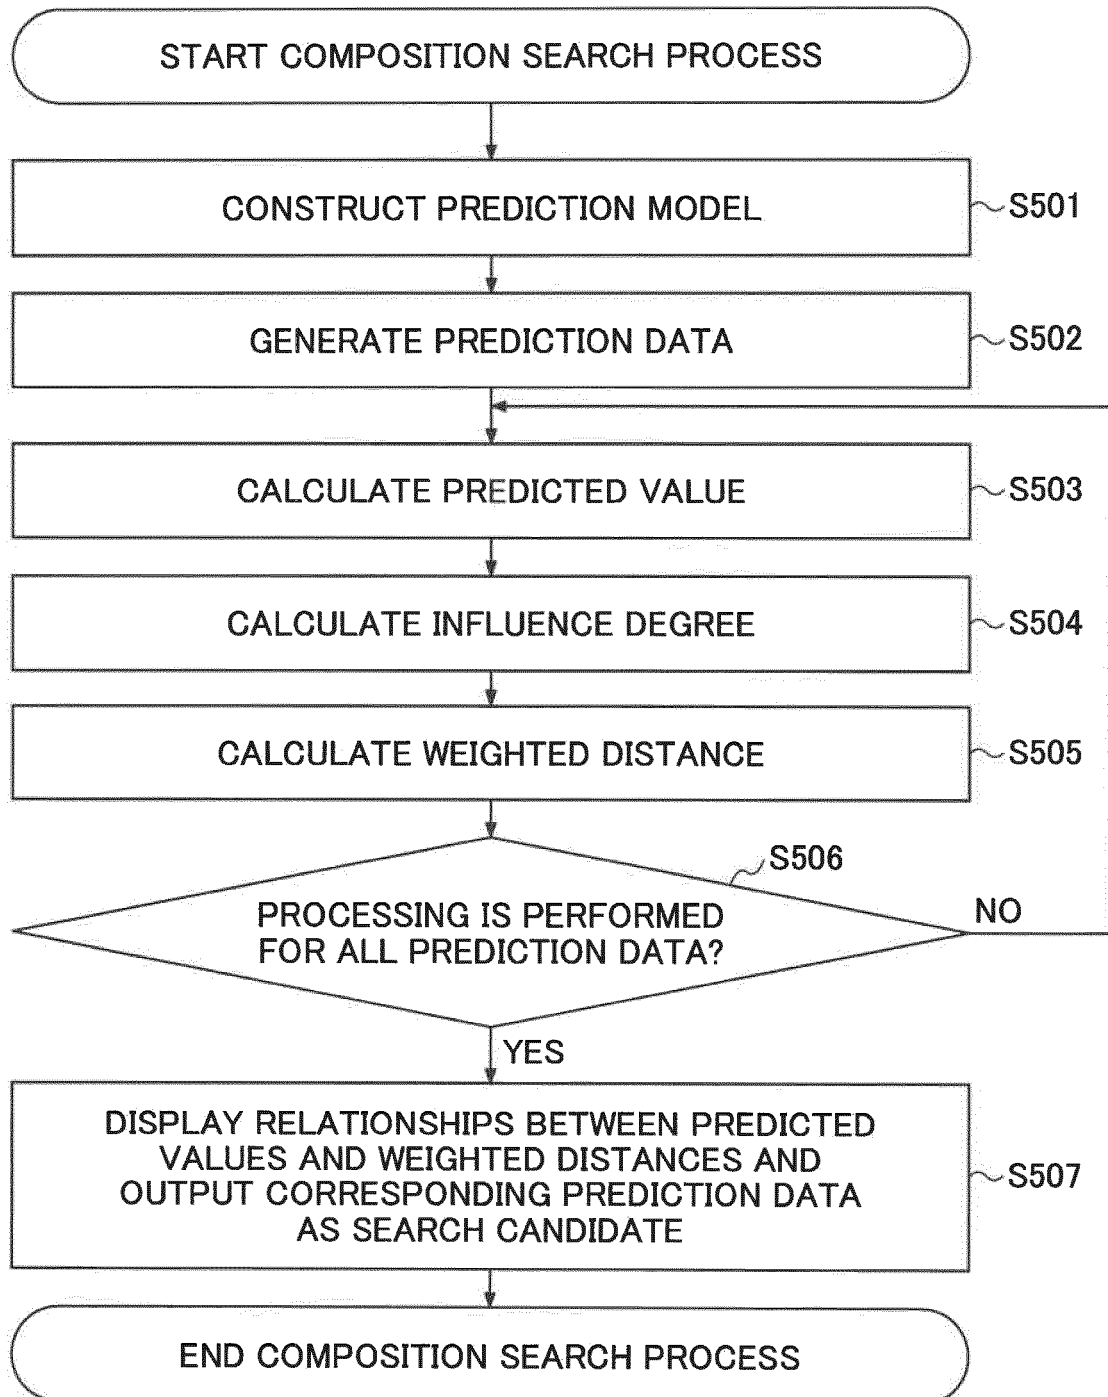 START COMPOSITION SEARCH PROCESS
CONSTRUCT PREDICTION MODEL
S501
GENERATE PREDICTION DATA
S502
CALCULATE PREDICTED VALUE
S503
CALCULATE INFLUENCE DEGREE
S504
CALCULATE WEIGHTED DISTANCE
S505
S506
PROCESSING IS PERFORMED
FOR ALL PREDICTION DATA?
NO
YES
DISPLAY RELATIONSHIPS BETWEEN PREDICTED
VALUES AND WEIGHTED DISTANCES AND
OUTPUT CORRESPONDING PREDICTION DATA
AS SEARCH CANDIDATE
S507
END COMPOSITION SEARCH PROCESS